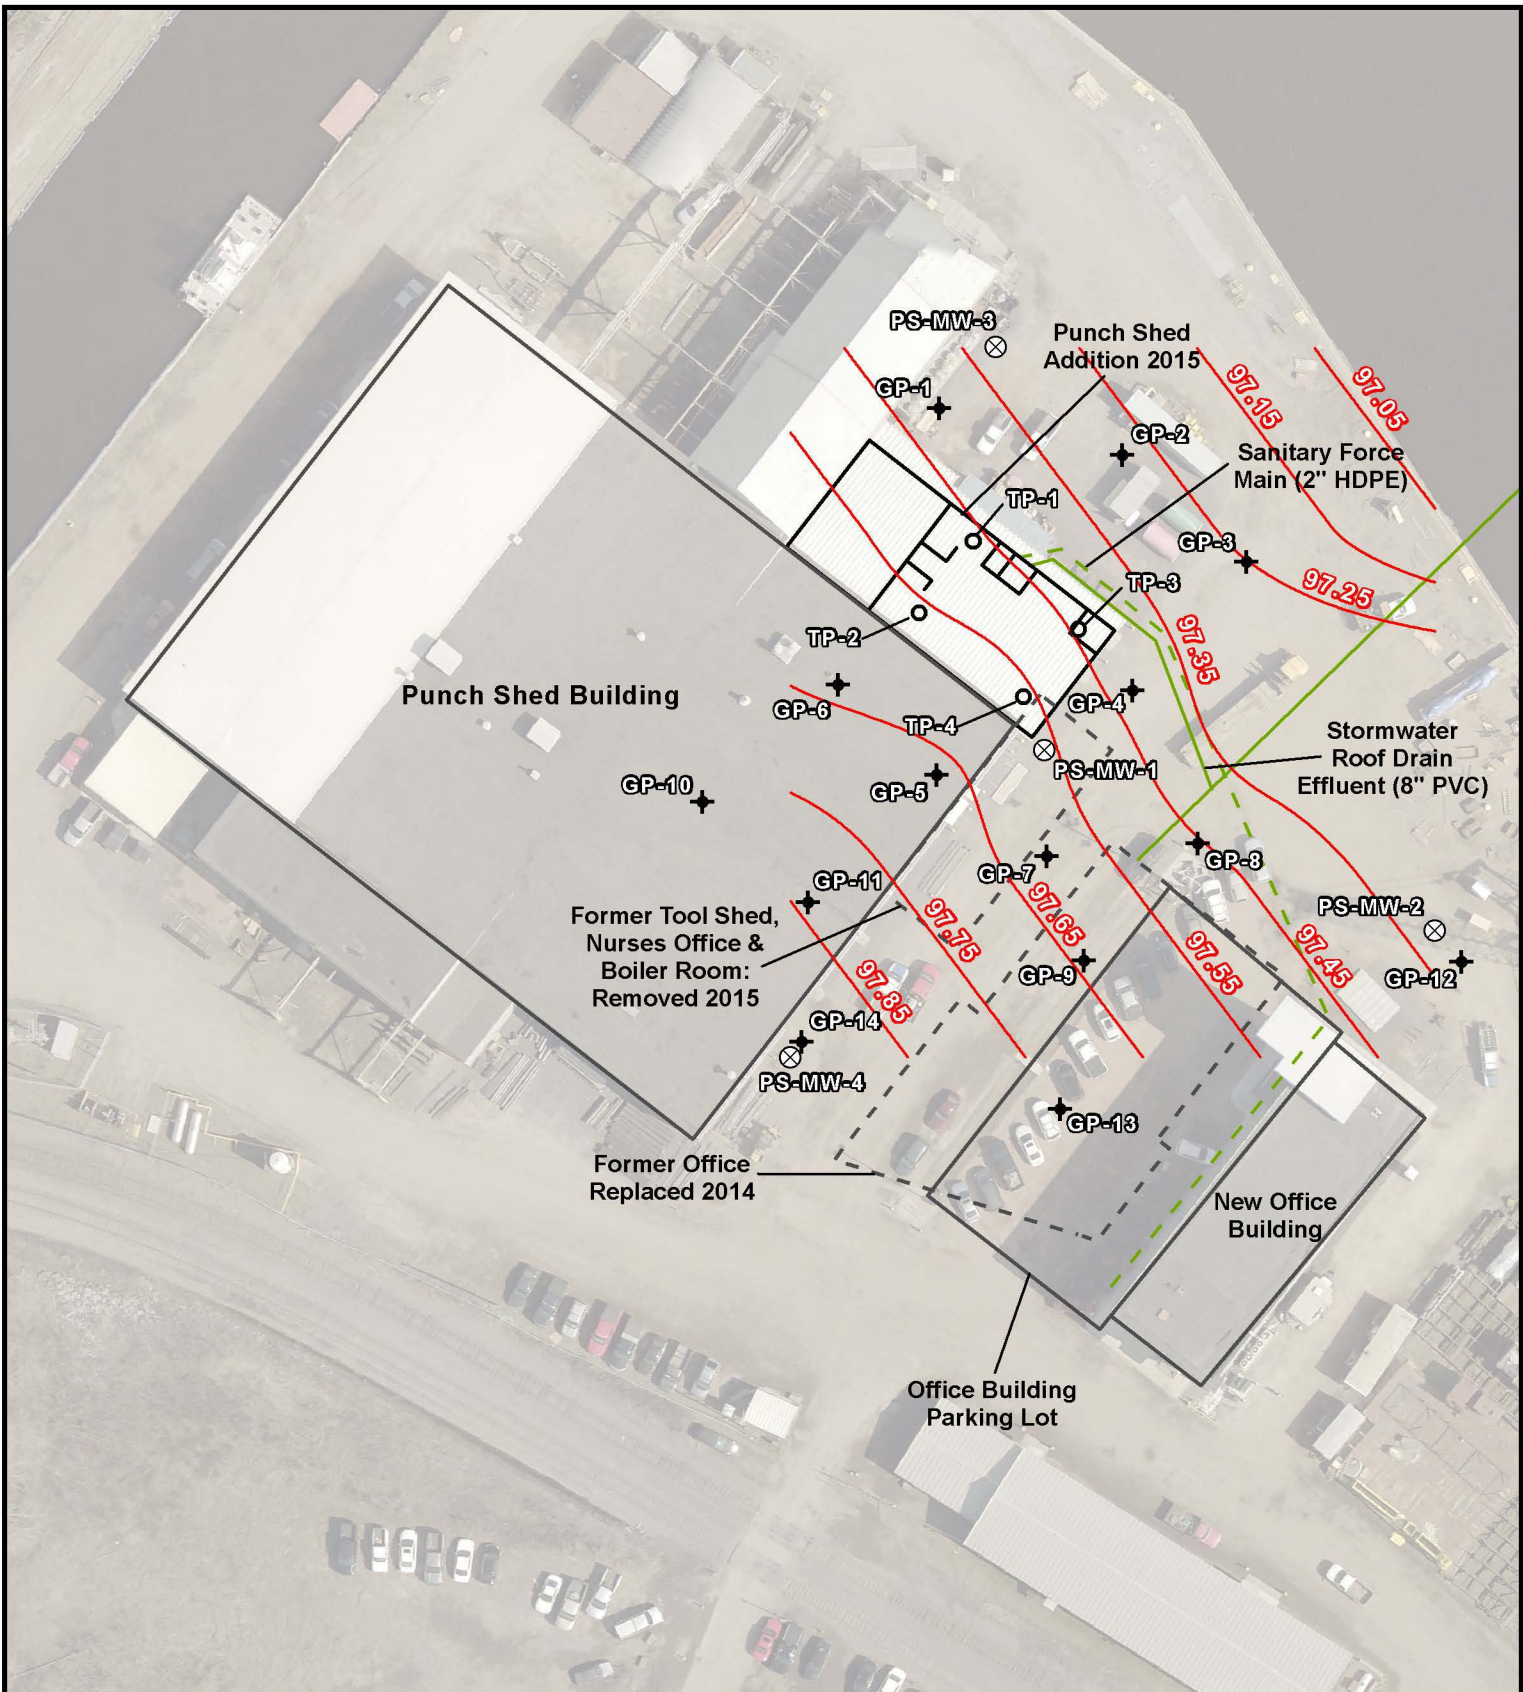 PS-MW-3
Punch Shed
Addition 2015
97.15
97.05
GP-1
GP-2
Sanitary Force
Main (2" HDPE)
TP-1
GP-3
TP-3
97.25
TP-2
97.35
Punch Shed Building
GP-6
GP-4
TP-4
Stormwater
Roof Drain
Effluent (8" PVC)
PS-MW-1
GP-10
GP-5
GP-8
GP-7
GP-11
Former Tool Shed,
Nurses Office &
Boiler Room:
Removed 2015
97.75
97.65
PS-MW-2
97.55
97.45
GP-9
GP-12
97.85
GP-14
PS-MW-4
GP-13
Former Office
Replaced 2014
New Office
Building
Office Building
Parking Lot